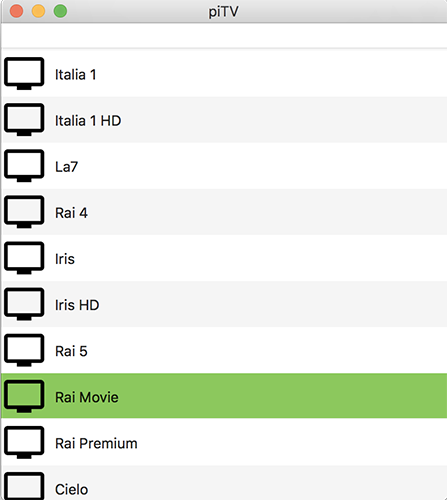 piTV
Italia 1
Italia 1 HD
La7
Rai 4
Iris
Iris HD
Rai 5
Rai Movie
Rai Premium
Cielo